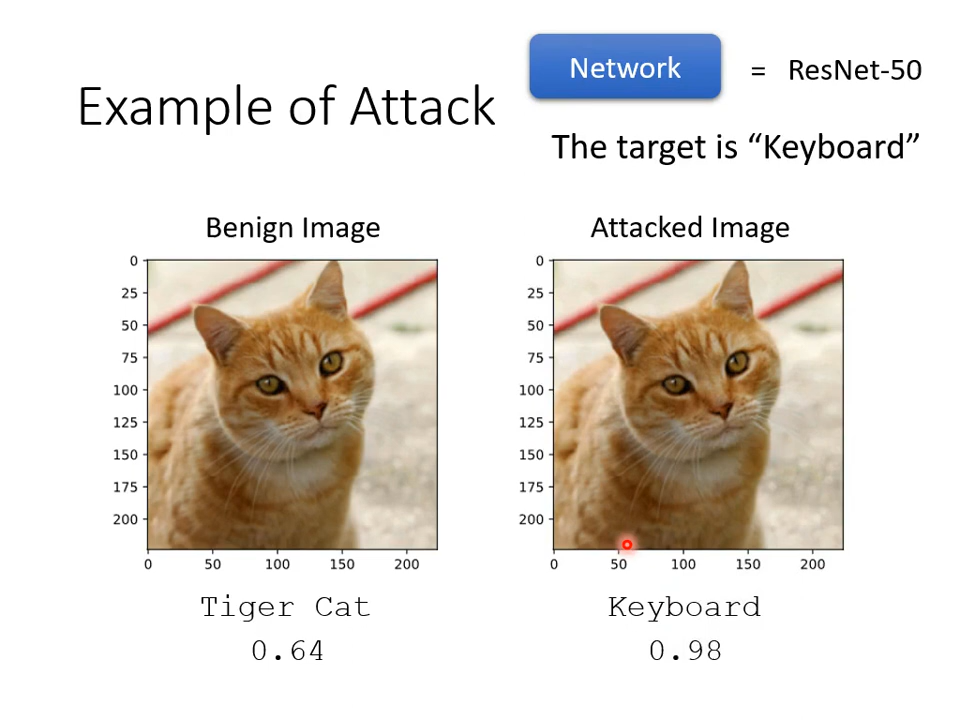 Network
= ResNet-50
Example of Attack
The target is “Keyboard”
Benign Image
Attacked Image
0
25
50
75
100
125
150
175
200
0 50 100 150 200
0
25
50
75
100
125
150
175
200
0 50 100 150 200
Tiger Cat
0.64
Keyboard
0.98